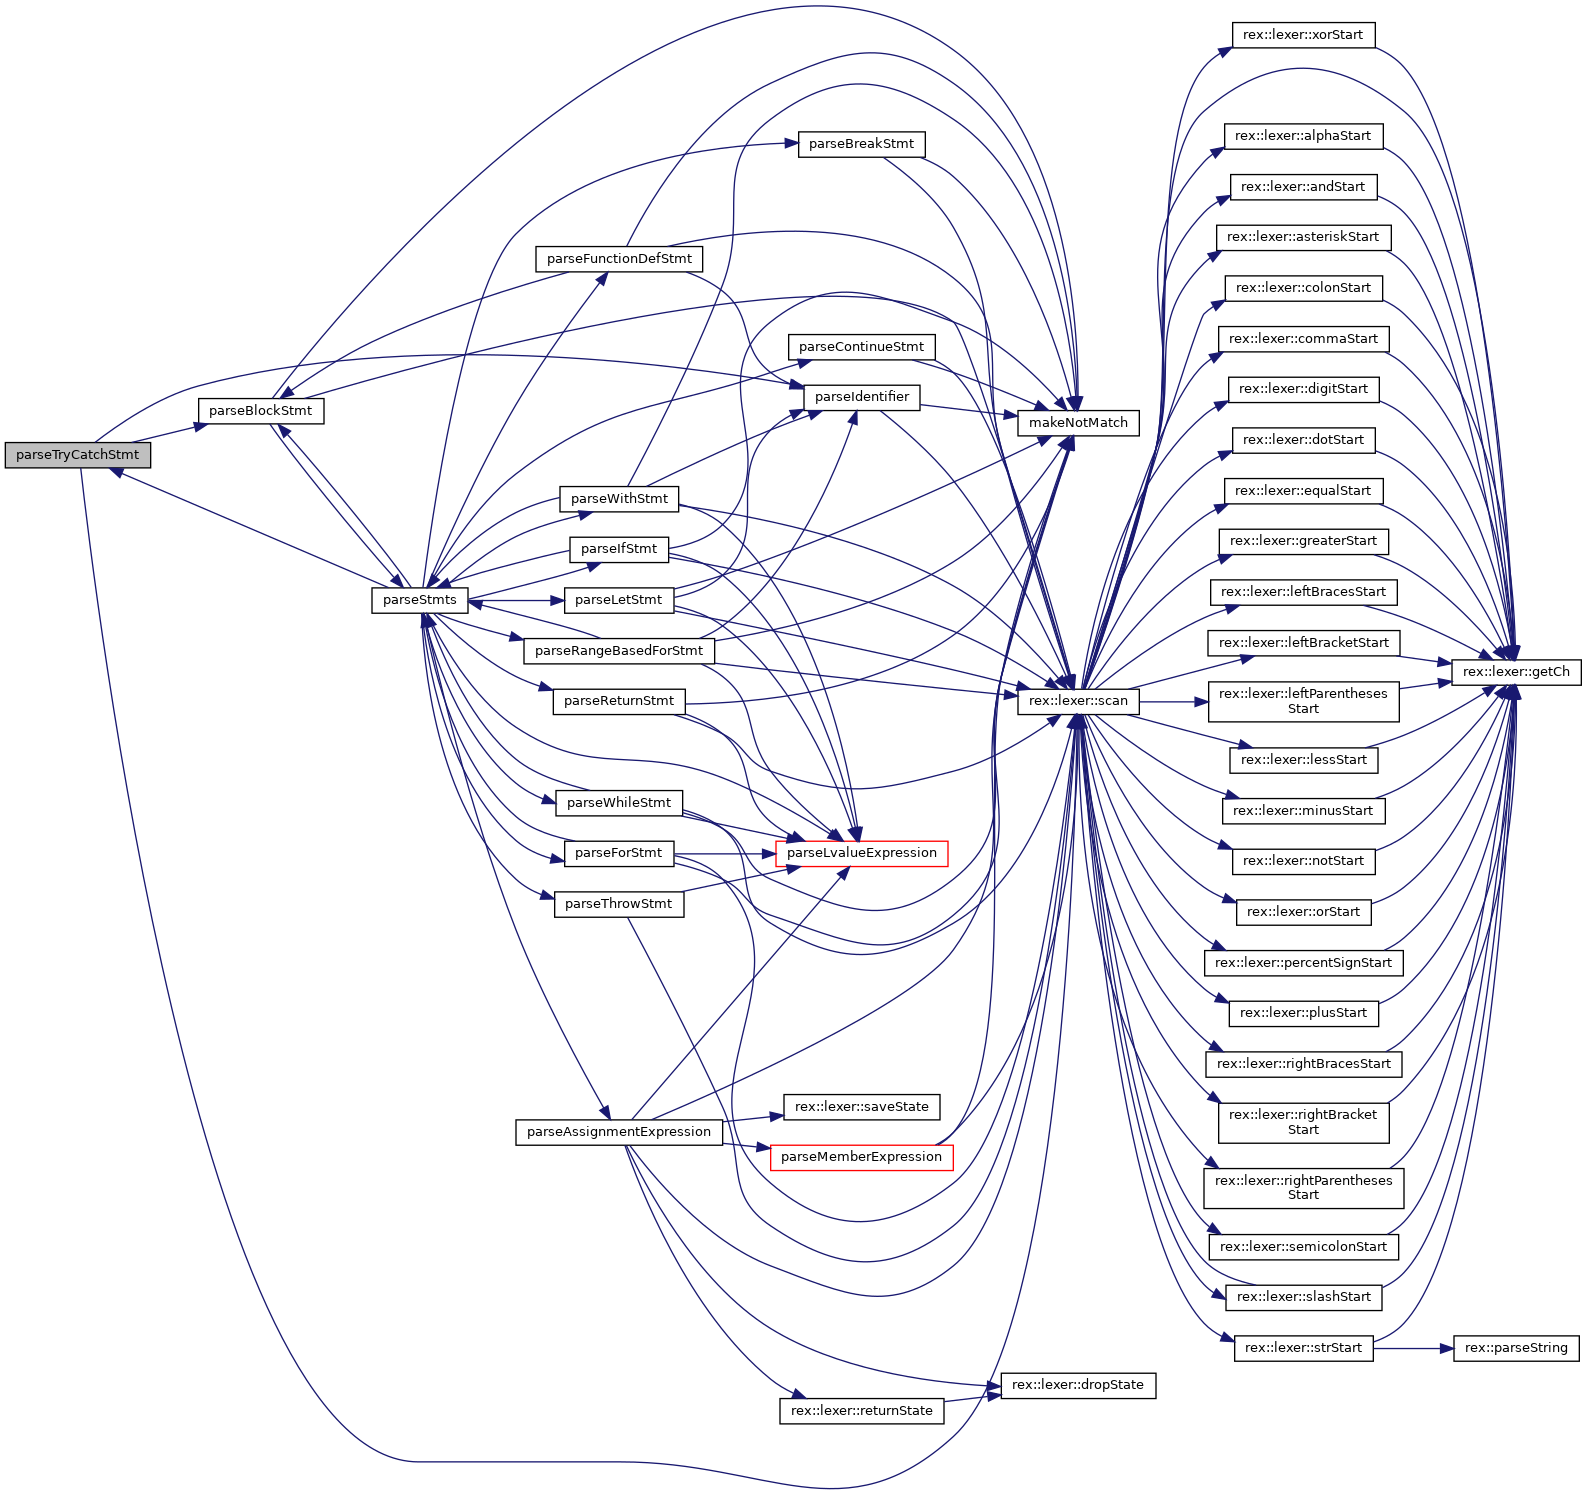 parseTryCatchStmt
parseBlockStmt
parseStmts
parseFunctionDefStmt
parseWithStmt
parseIfStmt
parseLetStmt
parseRangeBasedForStmt
parseReturnStmt
parseWhileStmt
parseForStmt
parseThrowStmt
parseAssignmentExpression
parseBreakStmt
parseContinueStmt
parseIdentifier
parseLvalueExpression
rex::lexer::saveState
parseMemberExpression
rex::lexer::returnState
makeNotMatch
rex::lexer::scan
rex::lexer::dropState
rex::lexer::xorStart
rex::lexer::alphaStart
rex::lexer::andStart
rex::lexer::asteriskStart
rex::lexer::colonStart
rex::lexer::commaStart
rex::lexer::digitStart
rex::lexer::dotStart
rex::lexer::equalStart
rex::lexer::greaterStart
rex::lexer::leftBracesStart
rex::lexer::leftBracketStart
rex::lexer::leftParentheses
Start
rex::lexer::lessStart
rex::lexer::minusStart
rex::lexer::notStart
rex::lexer::orStart
rex::lexer::percentSignStart
rex::lexer::plusStart
rex::lexer::rightBracesStart
rex::lexer::rightBracket
Start
rex::lexer::rightParentheses
Start
rex::lexer::semicolonStart
rex::lexer::slashStart
rex::lexer::strStart
rex::lexer::getCh
rex::parseString